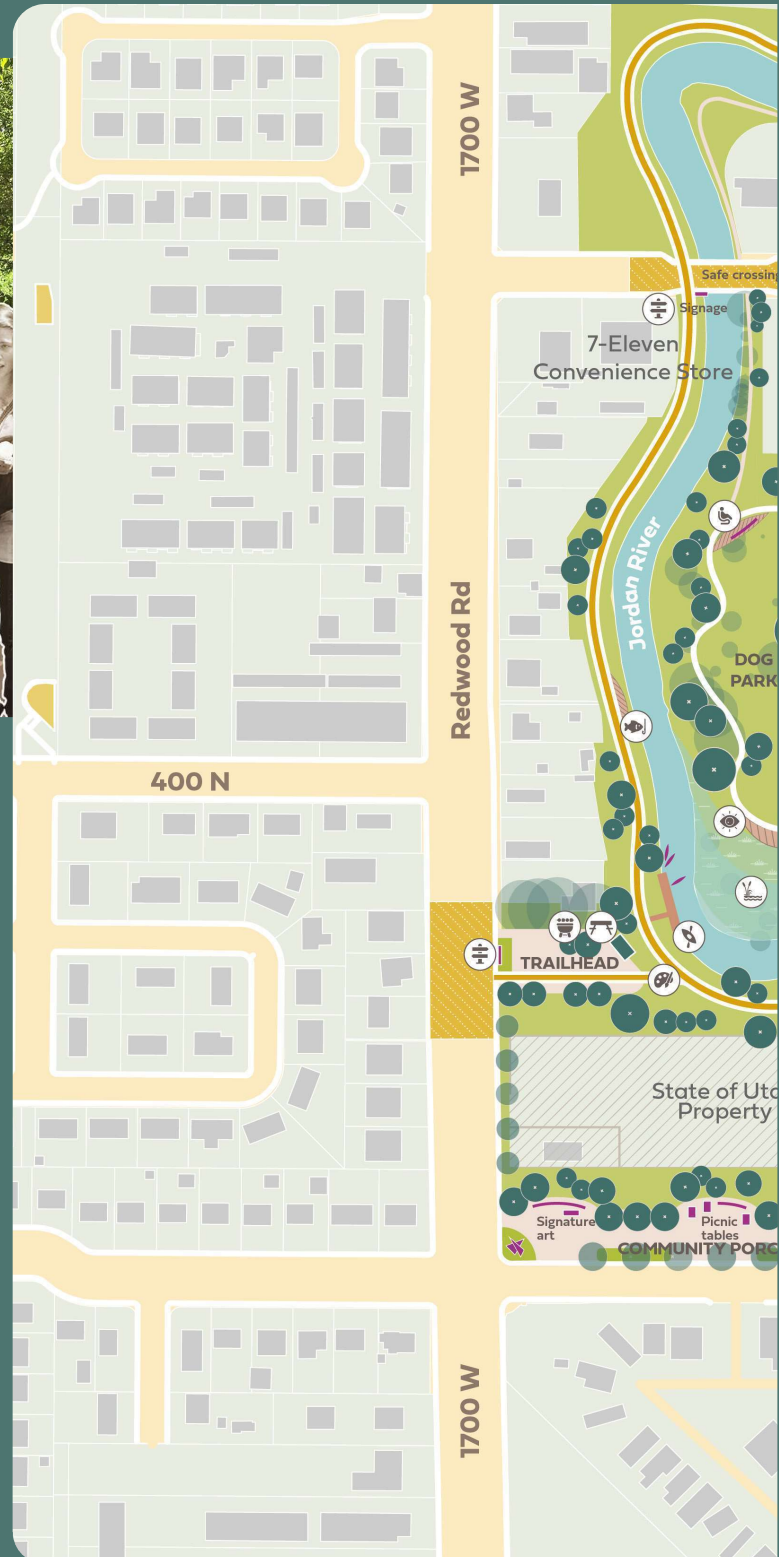 1700 W
Safe crossing
Signage
7-Eleven
Convenience Store
Jordan River
Redwood Rd
DOG
PARK
400 N
TRAILHEAD
State of Uta
Property
Signature
art
Picnic
tables
COMMUNITY PORC
1700 W